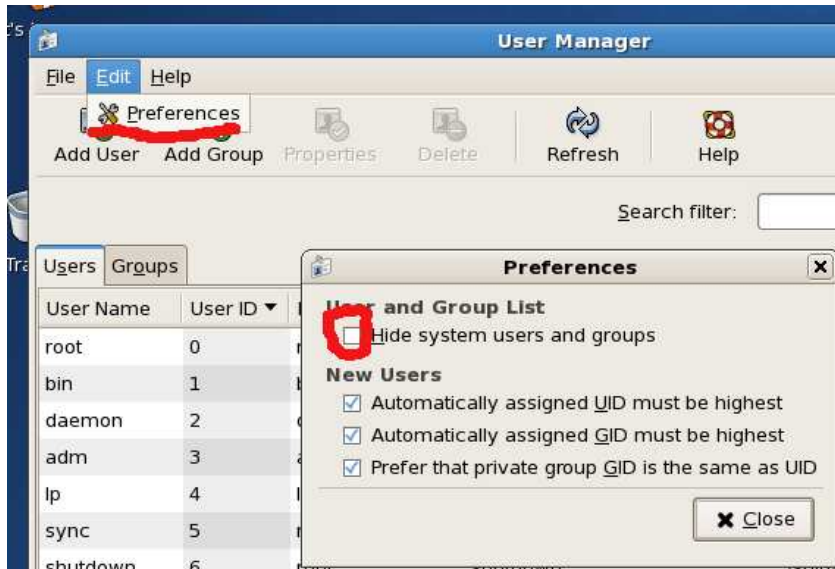 User Manager
File Edit Help
Preferences
Add User Add Group Properties Delete Refresh Help
Search filter:
Users Groups
User Name User ID
root 0
bin 1
daemon 2
adm 3
lp 4
sync 5
shutdown 6
Preferences
User and Group List
Hide system users and groups
New Users
Automatically assigned UID must be highest
Automatically assigned GID must be highest
Prefer that private group GID is the same as UID
Close